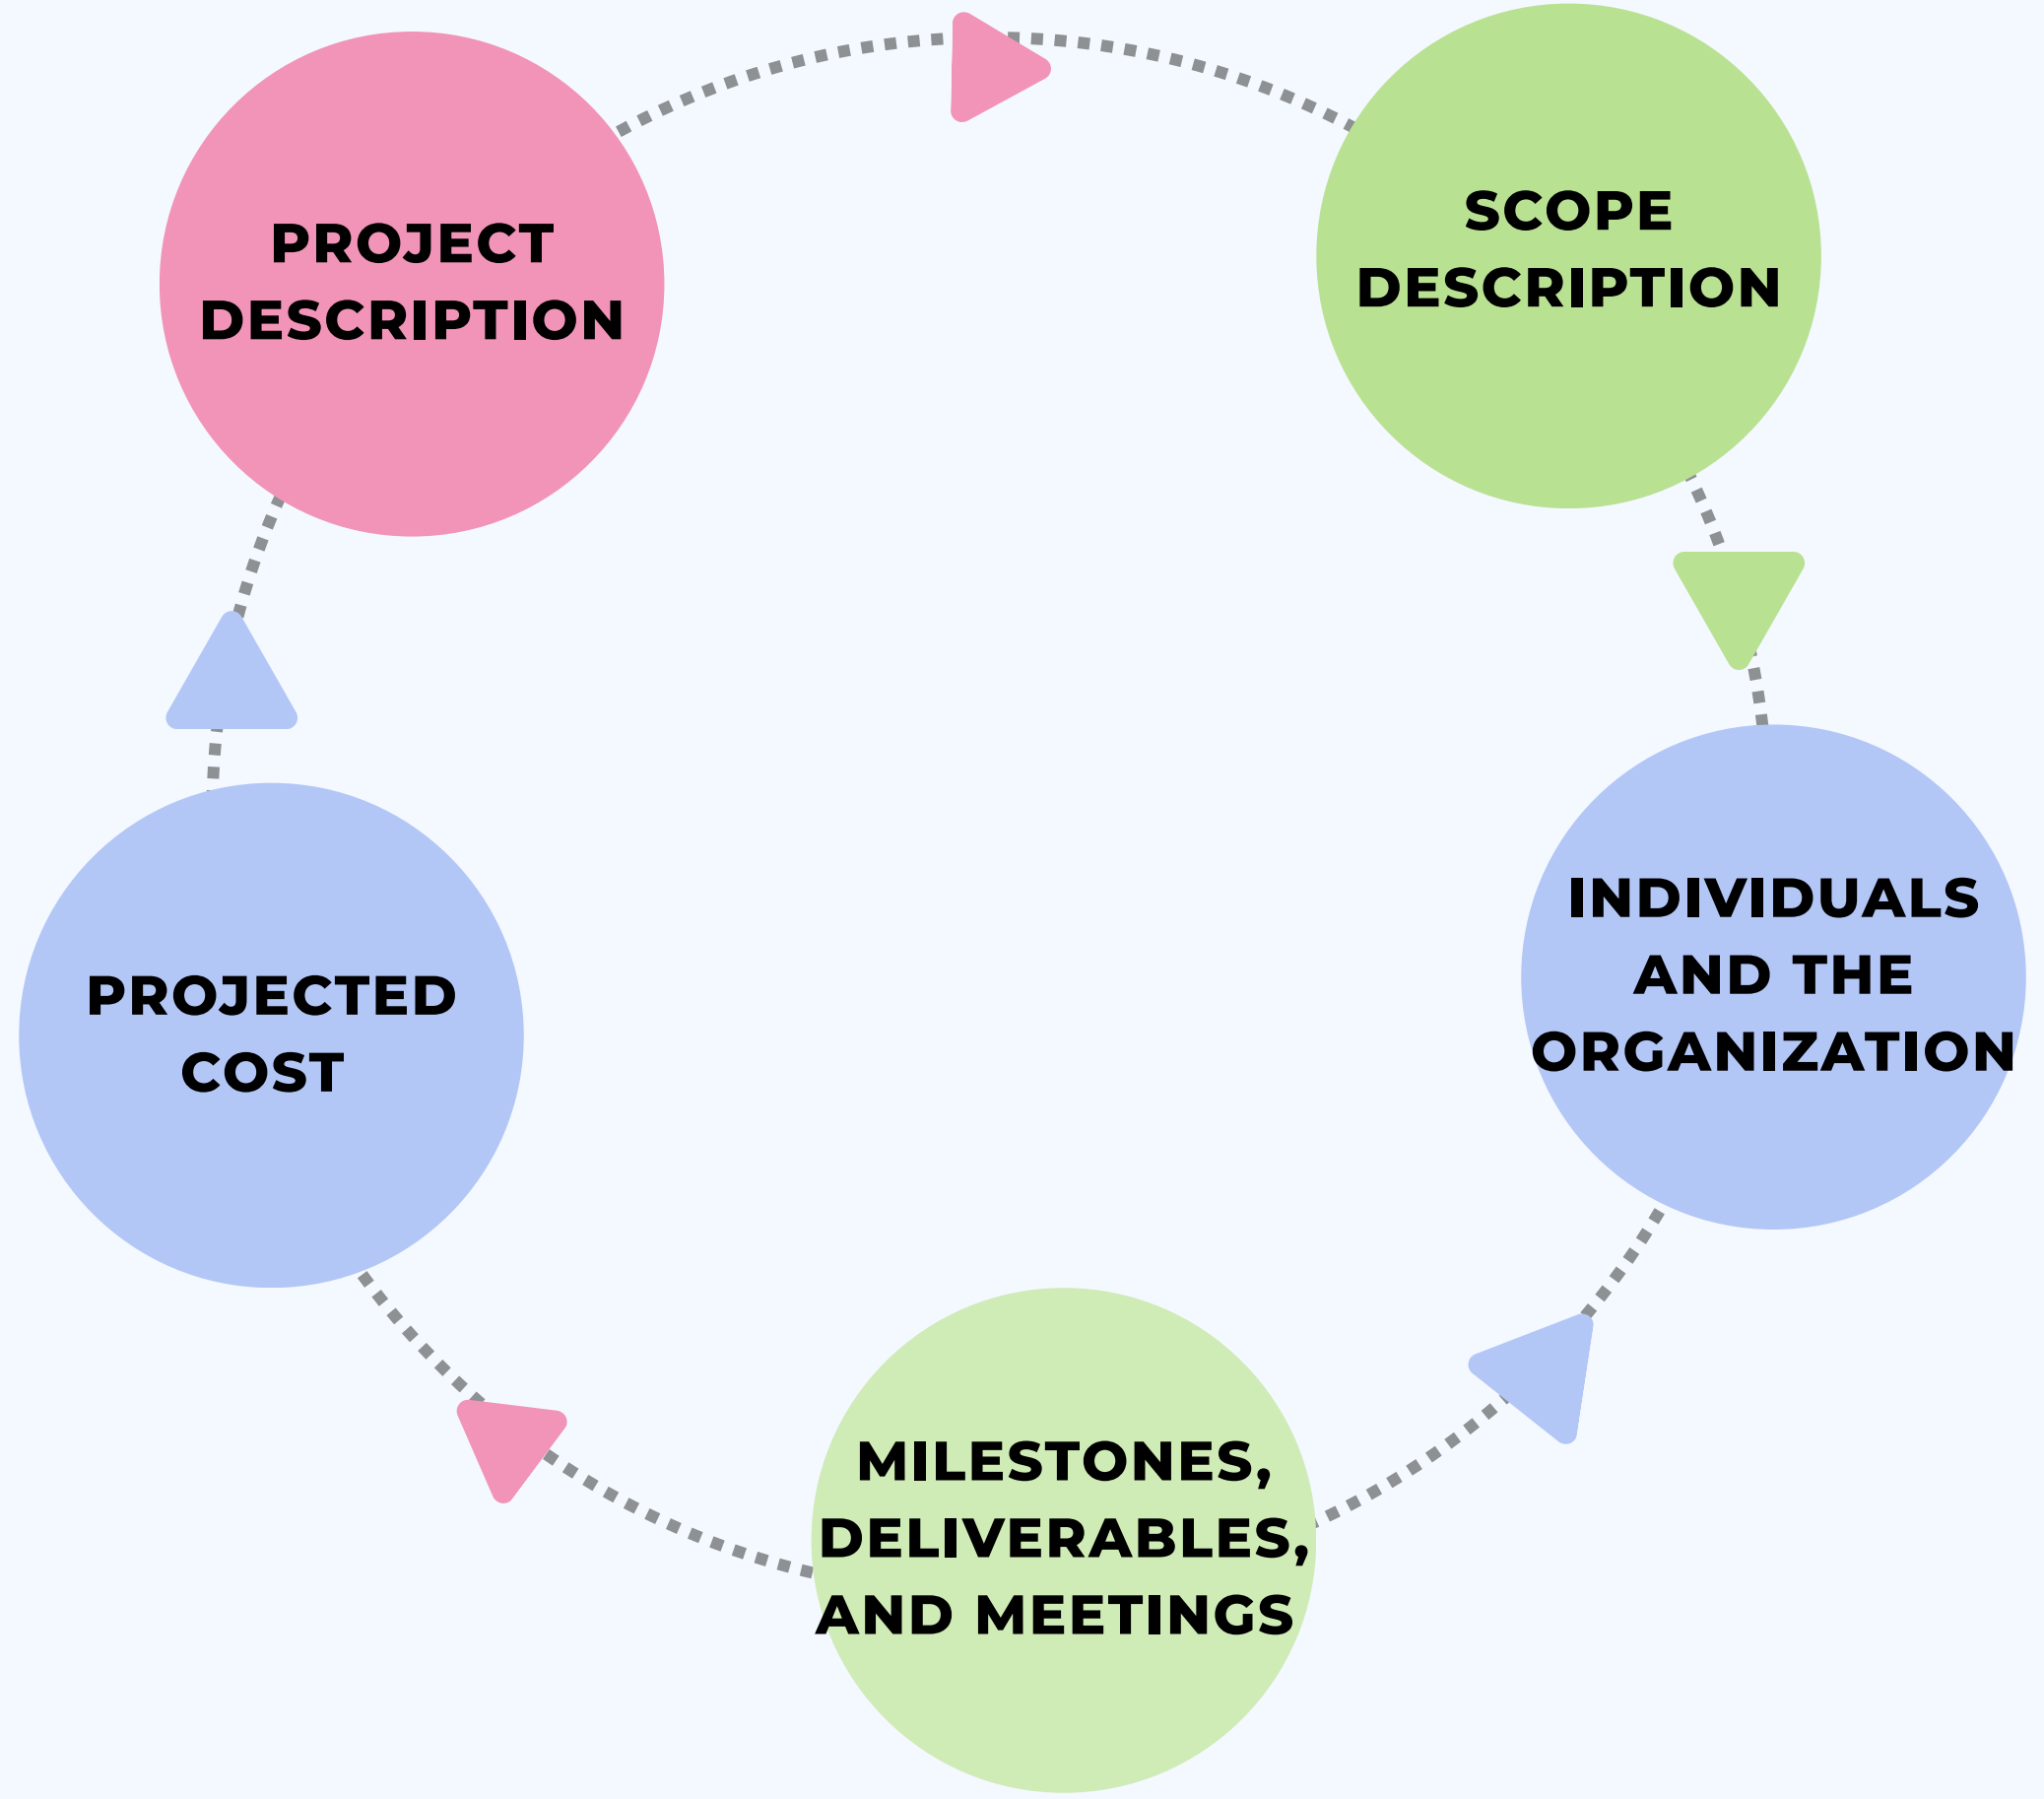 PROJECT
DESCRIPTION
SCOPE
DESCRIPTION
INDIVIDUALS
AND THE
ORGANIZATION
MILESTONES,
DELIVERABLES,
AND MEETINGS
PROJECTED
COST